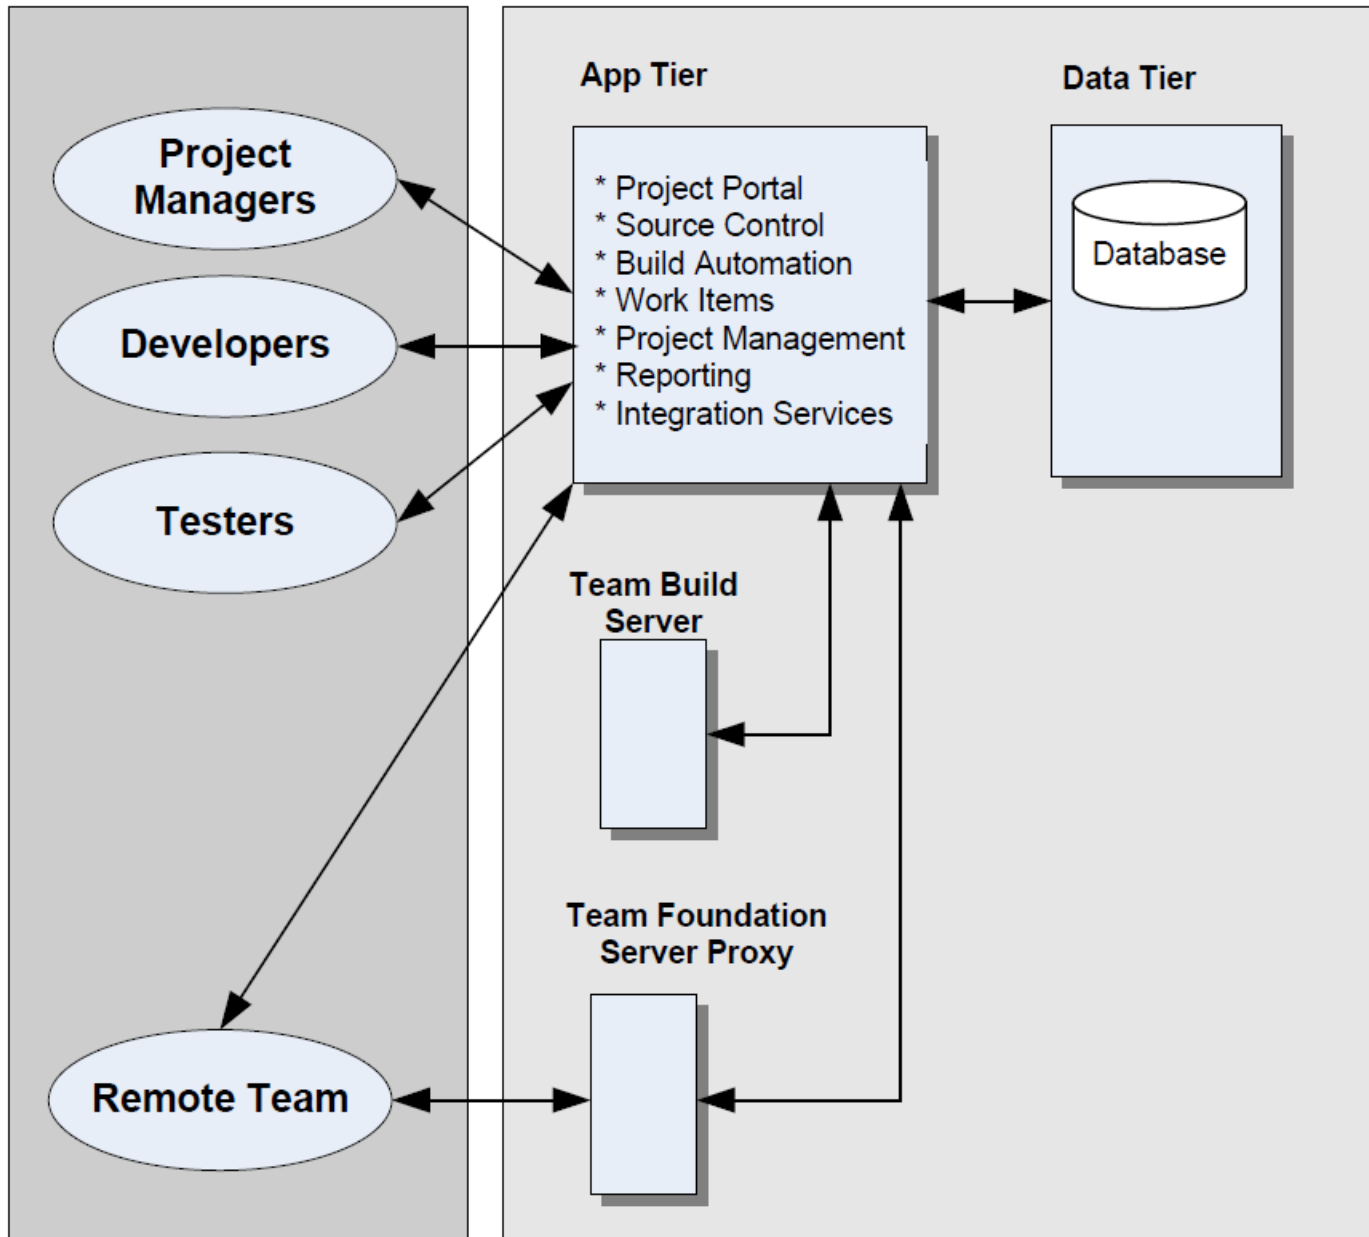 Project
Managers
Developers
Testers
Remote Team
App Tier
* Project Portal
* Source Control
* Build Automation
* Work Items
* Project Management
* Reporting
* Integration Services
Data Tier
Database
Team Build
Server
Team Foundation
Server Proxy